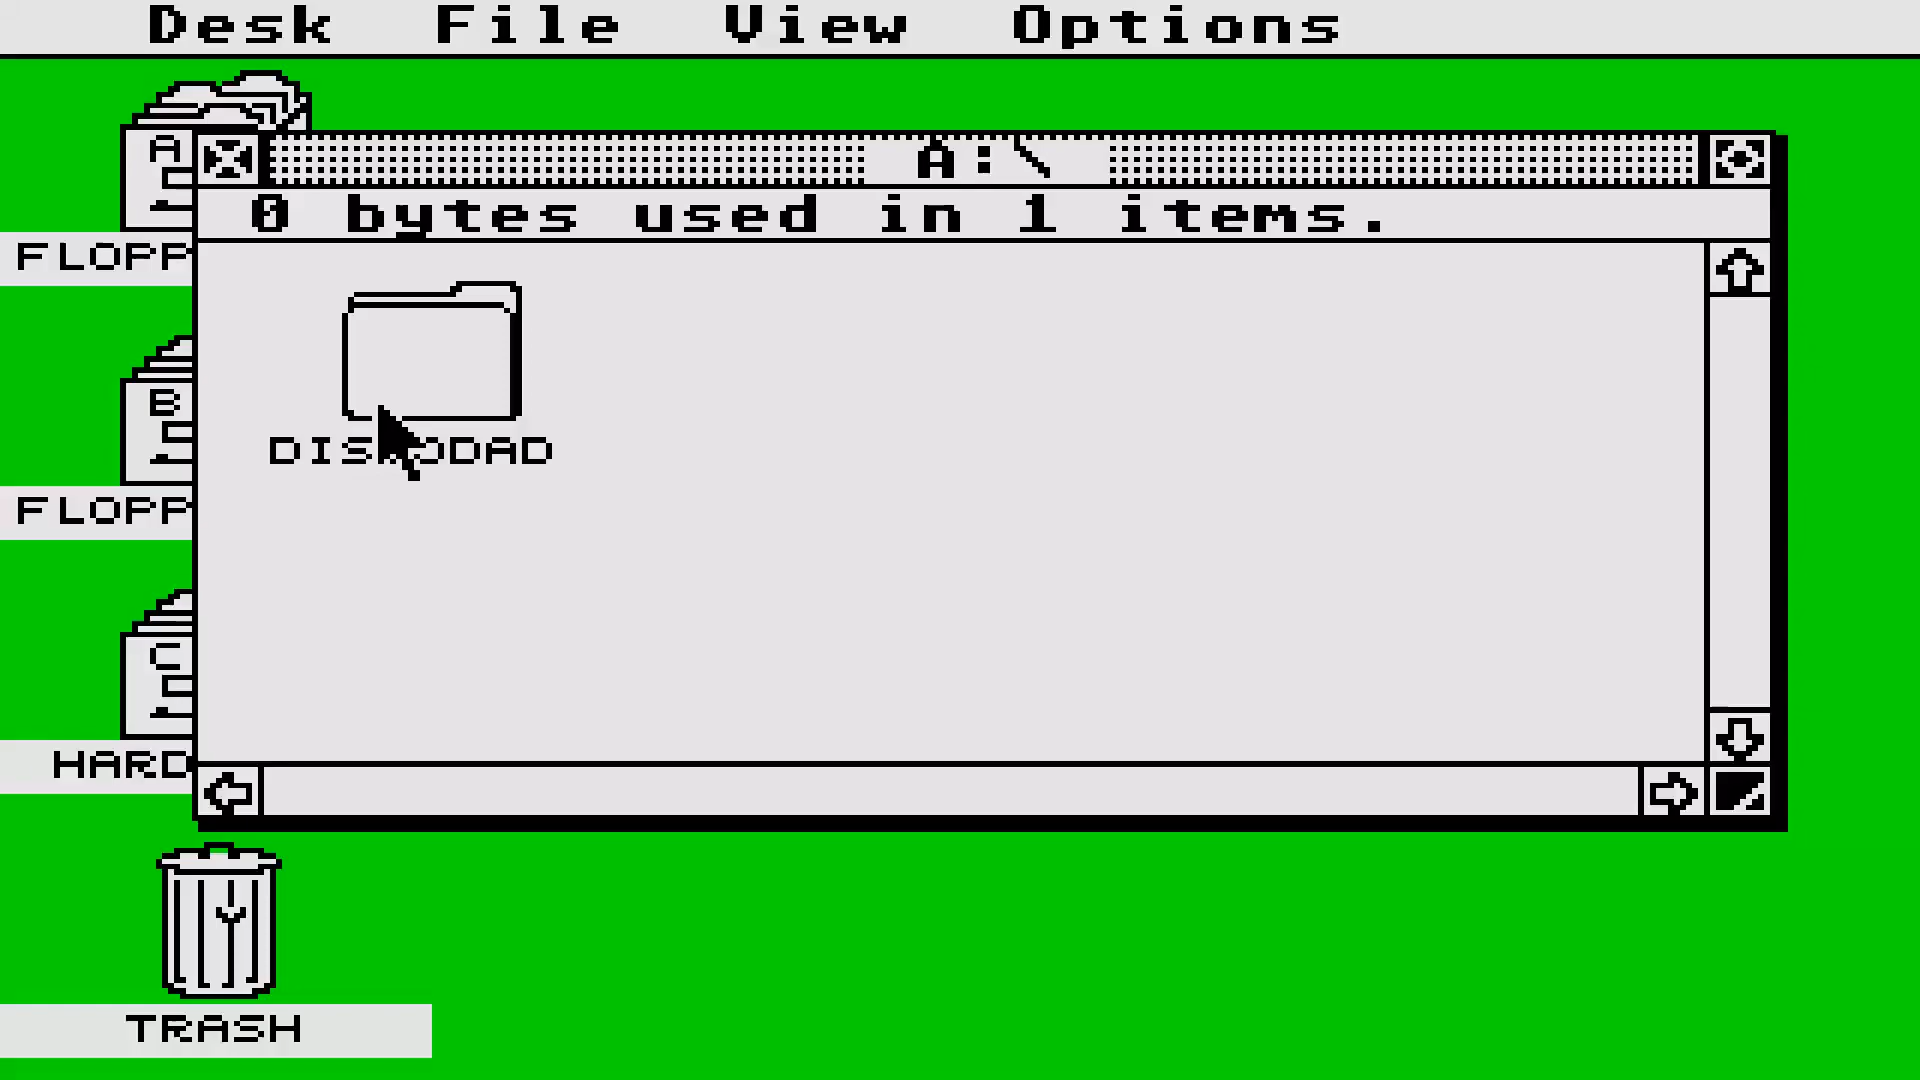 Desk File View Options
A
A:\
0 bytes used in 1 items.
FLOPP
B
FLOPP
C
HARD
TRASH